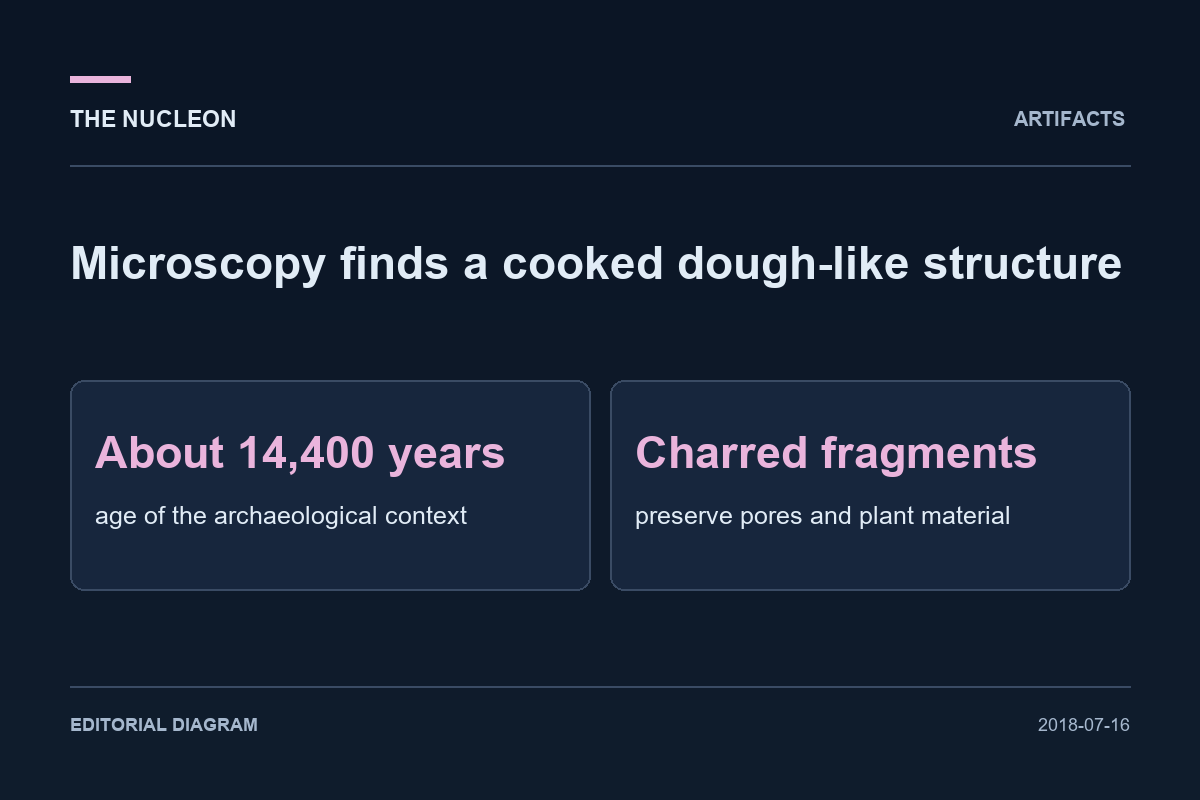 THE NUCLEON
ARTIFACTS
Microscopy finds a cooked dough-like structure
About 14,400 years
age of the archaeological context
Charred fragments
preserve pores and plant material
EDITORIAL DIAGRAM
2018-07-16